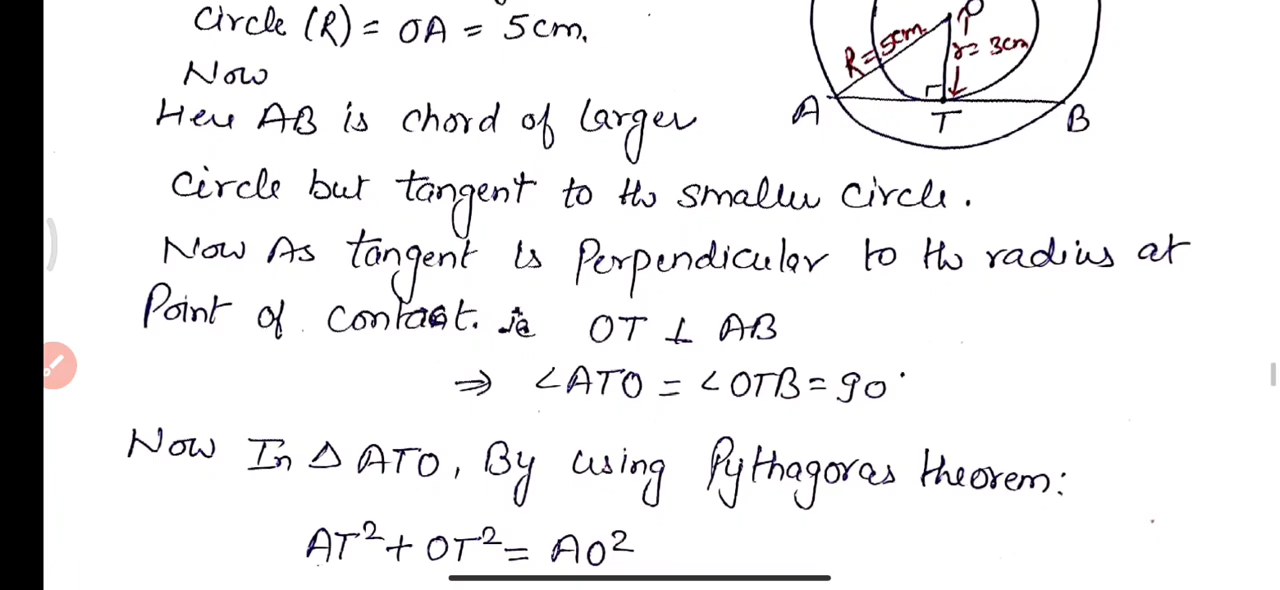 Circle (R) = OA = 5cm.
Now
Here AB is chord of larger
circle but tangent to the smaller circle.
Now As tangent is Perpendicular to the radius at
Point of contact. ie OT ⊥ AB
⇒ ∠ATO = ∠OTB = 90°
Now In △ ATO, By using Pythagoras theorem:
AT²+ OT² = AO²
R=5cm.
r= 3cm
A
T
B